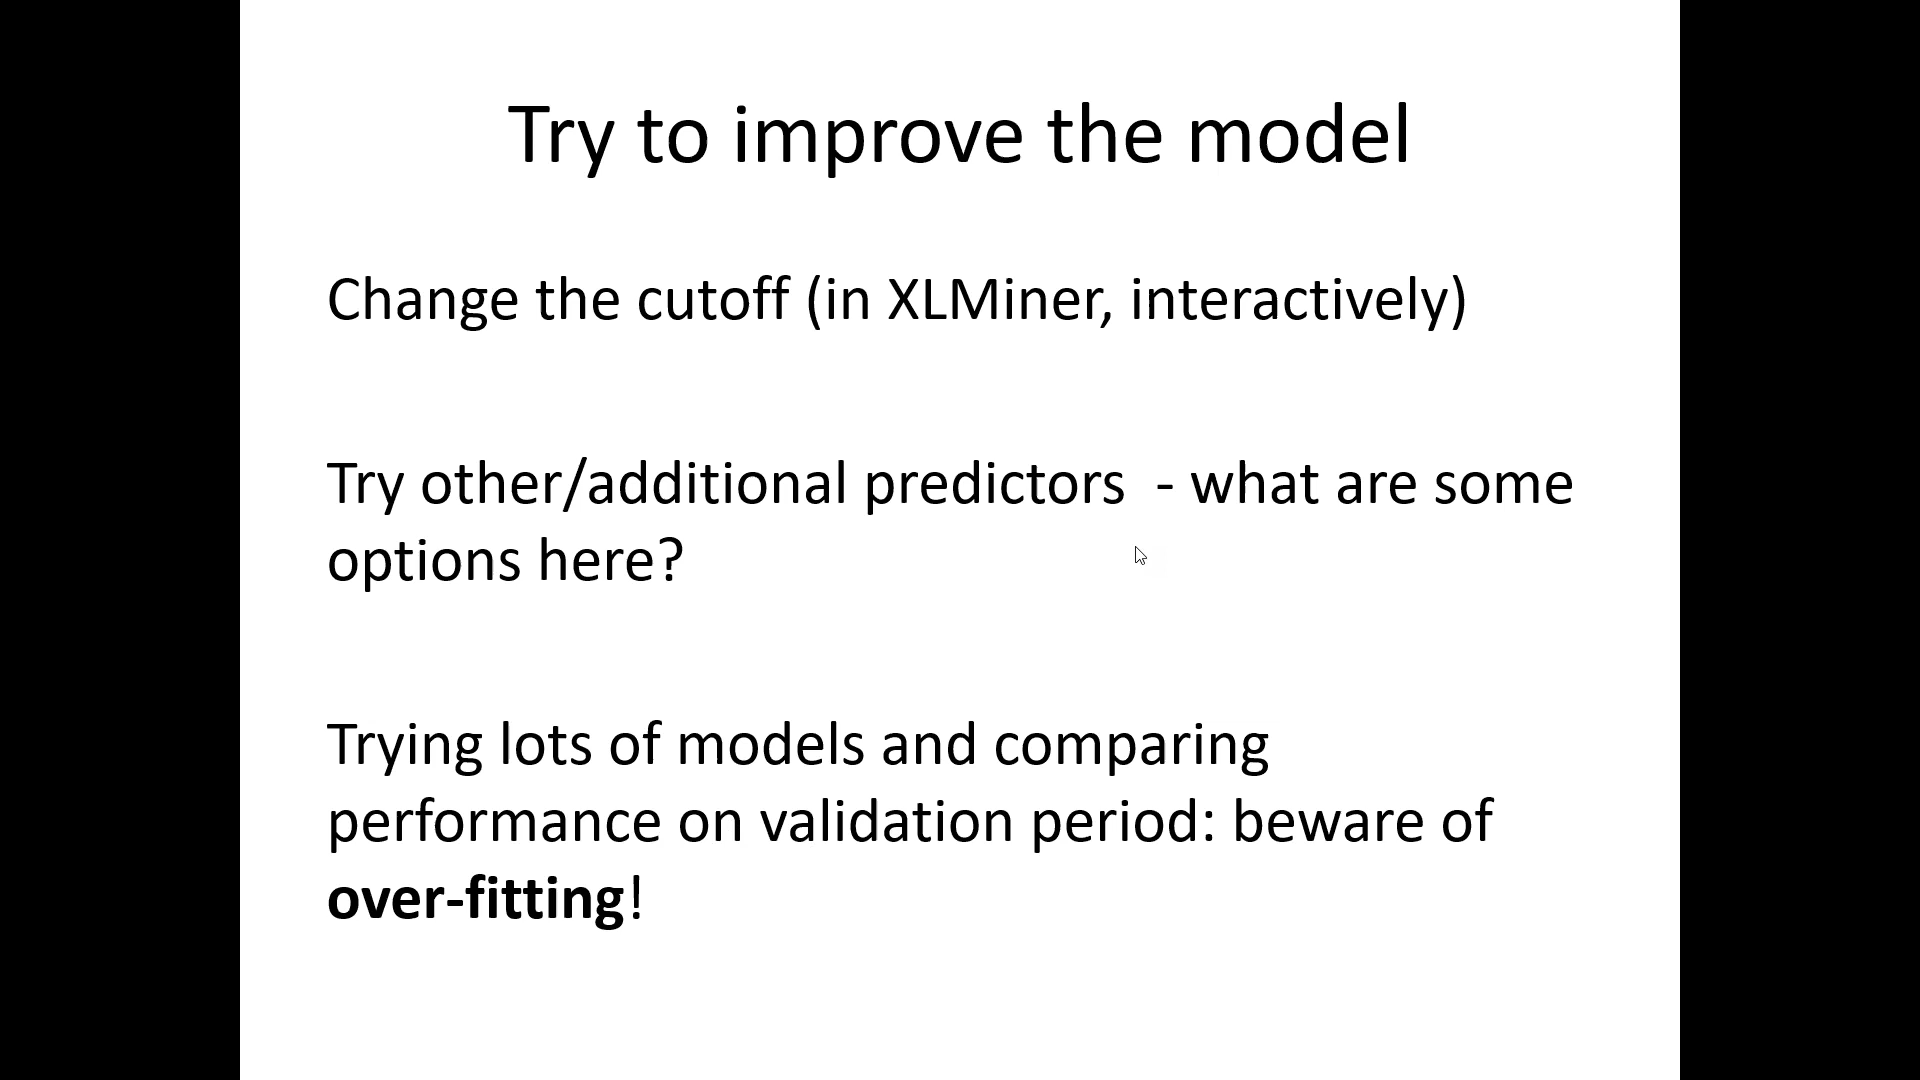 Try to improve the model
Change the cutoff (in XLMiner, interactively)
Try other/additional predictors  - what are some
options here?
Trying lots of models and comparing
performance on validation period: beware of
over-fitting!